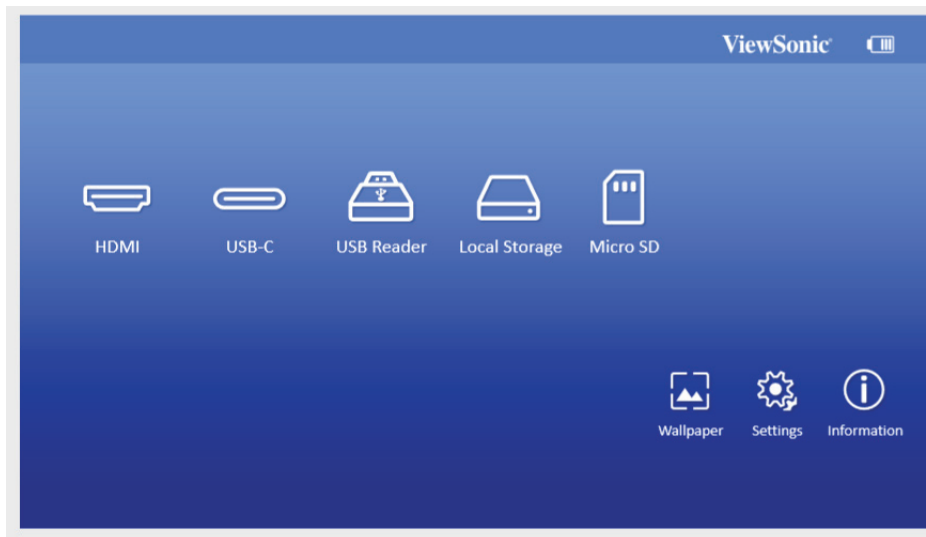 ViewSonic
HDMI
USB-C
USB Reader
Local Storage
Micro SD
Wallpaper
Settings
Information